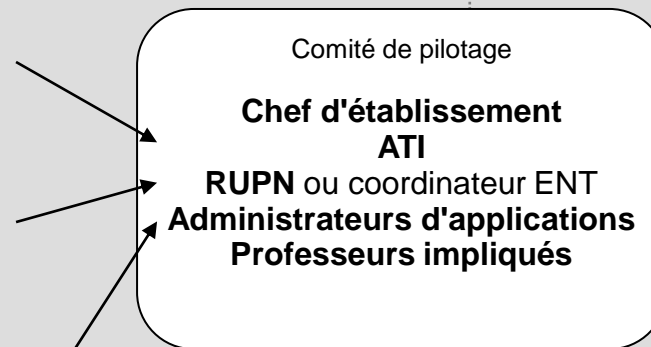 Comité de pilotage
Chef d'établissement
ATI
RUPN ou coordinateur ENT
Administrateurs d'applications
Professeurs impliqués